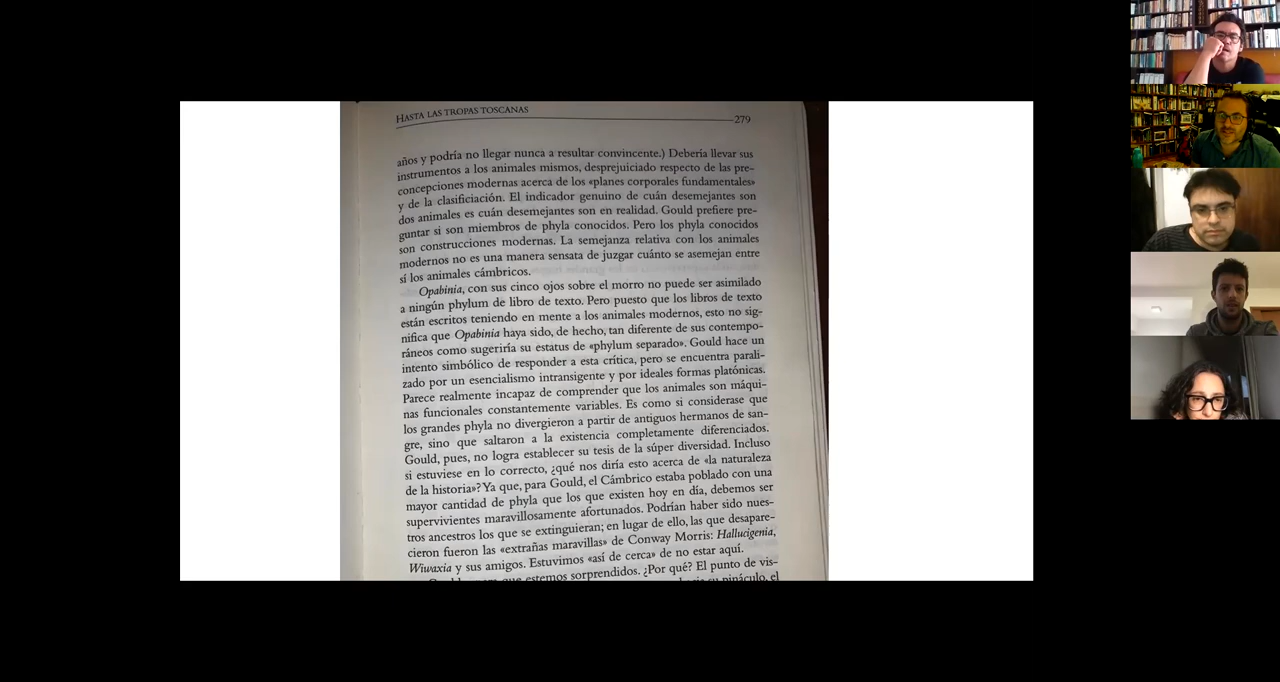 HASTA LAS TROPAS TOSCANAS
279
años y podría no llegar nunca a resultar convincente.) Debería llevar sus
instrumentos a los animales mismos, desprejuiciado respecto de las pre-
concepciones modernas acerca de los «planes corporales fundamentales»
y de la clasificiación. El indicador genuino de cuán desemejantes son
dos animales es cuán desemejantes son en realidad. Gould prefiere pre-
guntar si son miembros de phyla conocidos. Pero los phyla conocidos
son construcciones modernas. La semejanza relativa con los animales
modernos no es una manera sensata de juzgar cuánto se asemejan entre
sí los animales cámbricos.
Opabinia, con sus cinco ojos sobre el morro no puede ser asimilado
a ningún phylum de libro de texto. Pero puesto que los libros de texto
están escritos teniendo en mente a los animales modernos, esto no sig-
nifica que Opabinia haya sido, de hecho, tan diferente de sus contempo-
ráneos como sugeriría su estatus de «phylum separado». Gould hace un
intento simbólico de responder a esta crítica, pero se encuentra parali-
zado por un esencialismo intransigente y por ideales formas platónicas.
Parece realmente incapaz de comprender que los animales son máqui-
nas funcionales constantemente variables. Es como si considerase que
los grandes phyla no divergieron a partir de antiguos hermanos de san-
gre, sino que saltaron a la existencia completamente diferenciados.
Gould, pues, no logra establecer su tesis de la súper diversidad. Incluso
si estuviese en lo correcto, ¿qué nos diría esto acerca de «la naturaleza
de la historia»? Ya que, para Gould, el Cámbrico estaba poblado con una
mayor cantidad de phyla que los que existen hoy en día, debemos ser
supervivientes maravillosamente afortunados. Podrían haber sido nues-
tros ancestros los que se extinguieran; en lugar de ello, las que desapare-
cieron fueron las «extrañas maravillas» de Conway Morris: Hallucigenia,
Wiwaxia y sus amigos. Estuvimos «así de cerca» de no estar aquí.
que estemos sorprendidos. ¿Por qué? El punto de vis-
su pináculo, el